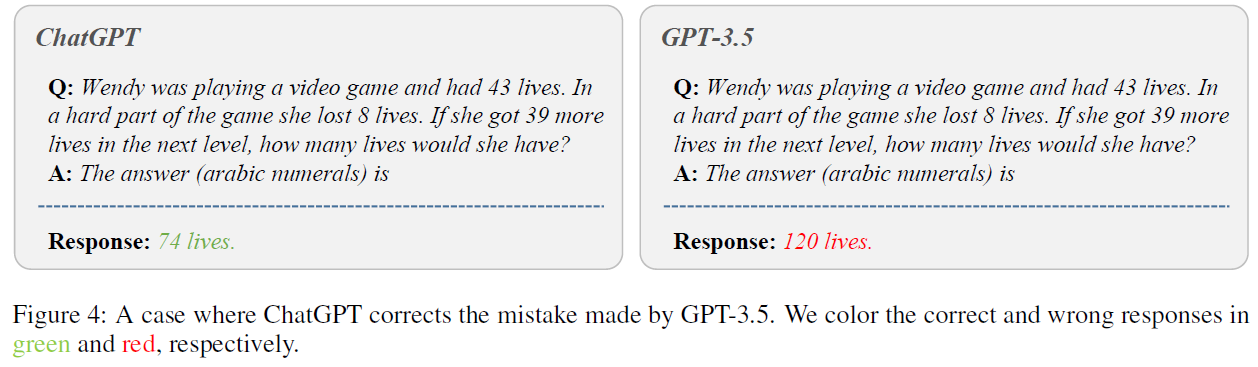 ChatGPT
Q: Wendy was playing a video game and had 43 lives. In
a hard part of the game she lost 8 lives. If she got 39 more
lives in the next level, how many lives would she have?
A: The answer (arabic numerals) is
Response: 74 lives.
GPT-3.5
Q: Wendy was playing a video game and had 43 lives. In
a hard part of the game she lost 8 lives. If she got 39 more
lives in the next level, how many lives would she have?
A: The answer (arabic numerals) is
Response: 120 lives.
Figure 4: A case where ChatGPT corrects the mistake made by GPT-3.5. We color the correct and wrong responses in
green and red, respectively.